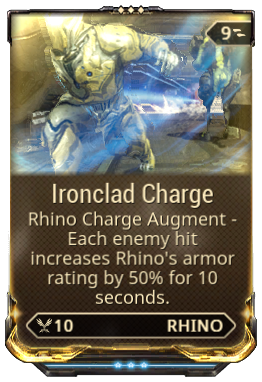 9
Ironclad Charge
Rhino Charge Augment -
Each enemy hit
increases Rhino's armor
rating by 50% for 10
seconds.
10 RHINO